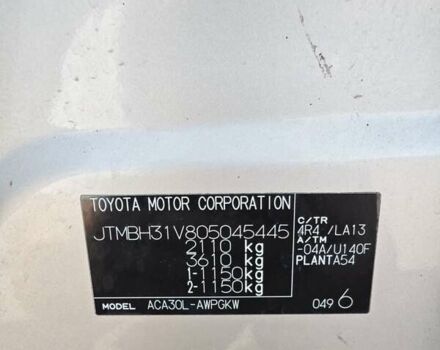 TOYOTA MOTOR CORPORATION
JTMBH31V805045445
2110 kg
3610 kg
1-1150kg
2-1150kg
C/TR
4R4 /LA13
A/TM
-04A/U140F
PLANTA54
MODEL ACA30L-AWPGKW
049 6